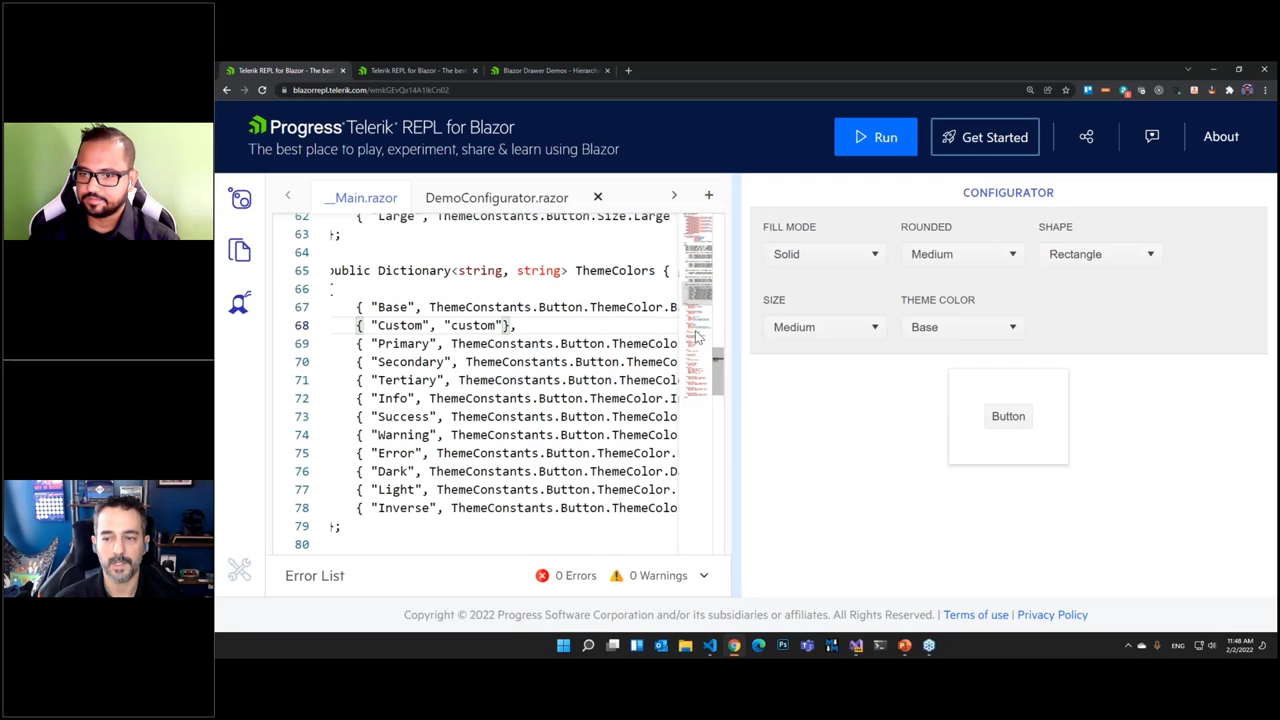 Telerik REPL for Blazor - The best
Telerik REPL for Blazor - The best
Blazor Drawer Demos - Hierarch
blazorrepl.telerik.com/wmkGEvQx14A1lkCn02
Progress Telerik REPL for Blazor
The best place to play, experiment, share & learn using Blazor
Run
Get Started
About
__Main.razor
DemoConfigurator.razor
62 { "Large", ThemeConstants.Button.Size.Large
63 };
64
65 public Dictionary<string, string> ThemeColors {
66 {
67 { "Base", ThemeConstants.Button.ThemeColor.B
68 { "Custom", "custom"},
69 { "Primary", ThemeConstants.Button.ThemeColo
70 { "Secondary", ThemeConstants.Button.ThemeCo
71 { "Tertiary", ThemeConstants.Button.ThemeCol
72 { "Info", ThemeConstants.Button.ThemeColor.I
73 { "Success", ThemeConstants.Button.ThemeColo
74 { "Warning", ThemeConstants.Button.ThemeColo
75 { "Error", ThemeConstants.Button.ThemeColor.
76 { "Dark", ThemeConstants.Button.ThemeColor.D
77 { "Light", ThemeConstants.Button.ThemeColor.
78 { "Inverse", ThemeConstants.Button.ThemeColo
79 };
80
Error List
0 Errors
0 Warnings
CONFIGURATOR
FILL MODE
ROUNDED
SHAPE
Solid
Medium
Rectangle
SIZE
THEME COLOR
Medium
Base
Button
Copyright © 2022 Progress Software Corporation and/or its subsidiaries or affiliates. All Rights Reserved. | Terms of use | Privacy Policy
ENG
11:48 AM
2/2/2022